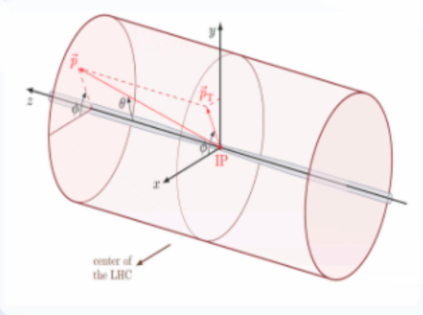 y
p⃗
p⃗T
z
θ
ϕ
ϕ
IP
x
center of
the LHC